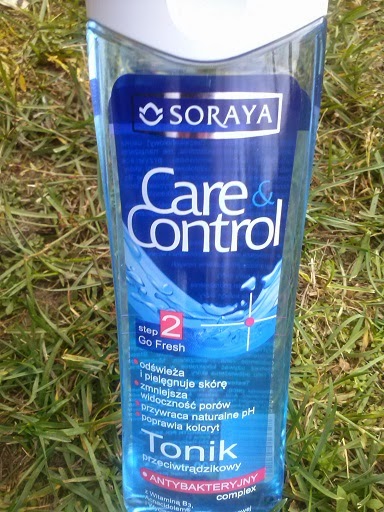 SORAYA
Care &
Control
step 2
Go Fresh
odświeża
i pielęgnuje skórę
zmniejsza
widoczność porów
przywraca naturalne pH
poprawia koloryt
Tonik
przeciwtrądzikowy
ANTYBAKTERYJNY
complex
z Witaminą B3,